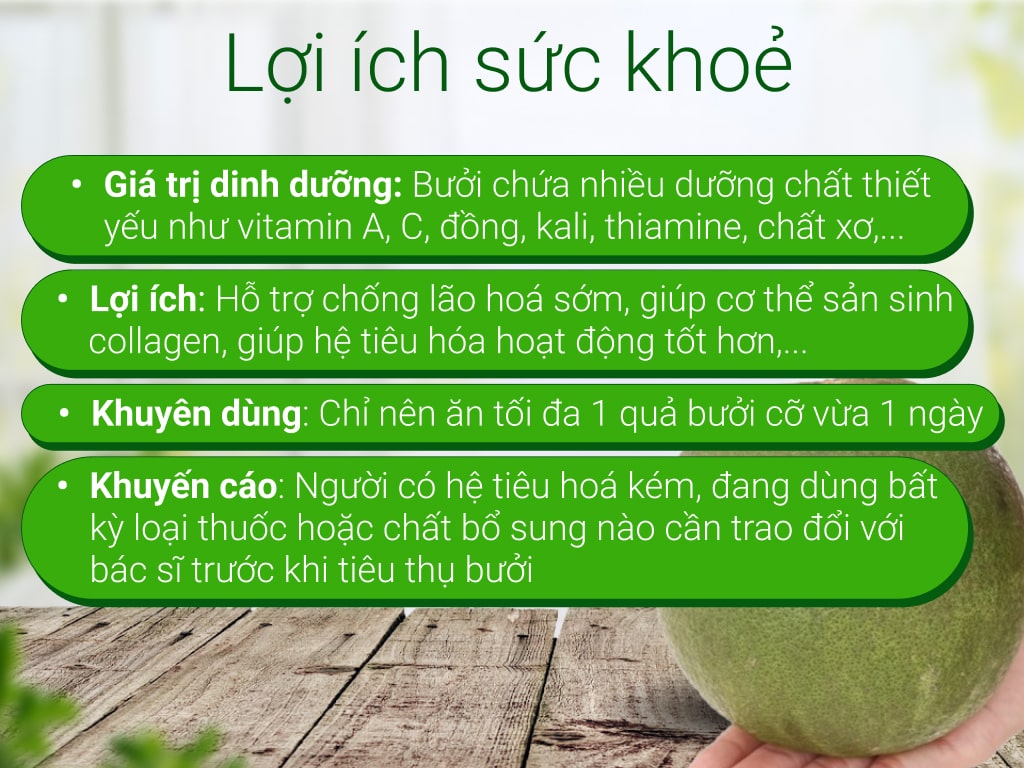 Lợi ích sức khoẻ
• Giá trị dinh dưỡng: Bưởi chứa nhiều dưỡng chất thiết
yếu như vitamin A, C, đồng, kali, thiamine, chất xơ,...
• Lợi ích: Hỗ trợ chống lão hoá sớm, giúp cơ thể sản sinh
collagen, giúp hệ tiêu hóa hoạt động tốt hơn,...
• Khuyên dùng: Chỉ nên ăn tối đa 1 quả bưởi cỡ vừa 1 ngày
• Khuyến cáo: Người có hệ tiêu hoá kém, đang dùng bất
kỳ loại thuốc hoặc chất bổ sung nào cần trao đổi với
bác sĩ trước khi tiêu thụ bưởi